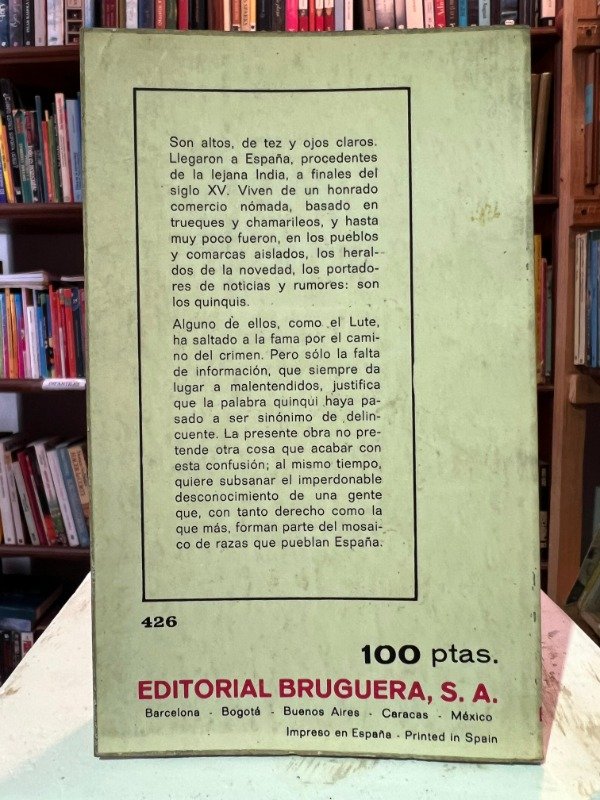 Son altos, de tez y ojos claros.
Llegaron a España, procedentes
de la lejana India, a finales del
siglo XV. Viven de un honrado
comercio nómada, basado en
trueques y chamarileos, y hasta
muy poco fueron, en los pueblos
y comarcas aislados, los heral-
dos de la novedad, los portado-
res de noticias y rumores: son
los quinquis.
Alguno de ellos, como el Lute,
ha saltado a la fama por el cami-
no del crimen. Pero sólo la falta
de información, que siempre da
lugar a malentendidos, justifica
que la palabra quinqui haya pa-
sado a ser sinónimo de delin-
cuente. La presente obra no pre-
tende otra cosa que acabar con
esta confusión; al mismo tiempo,
quiere subsanar el imperdonable
desconocimiento de una gente
que, con tanto derecho como la
que más, forman parte del mosai-
co de razas que pueblan España.
426
100 ptas.
EDITORIAL BRUGUERA, S. A.
Barcelona - Bogotá - Buenos Aires - Caracas - México
Impreso en España - Printed in Spain